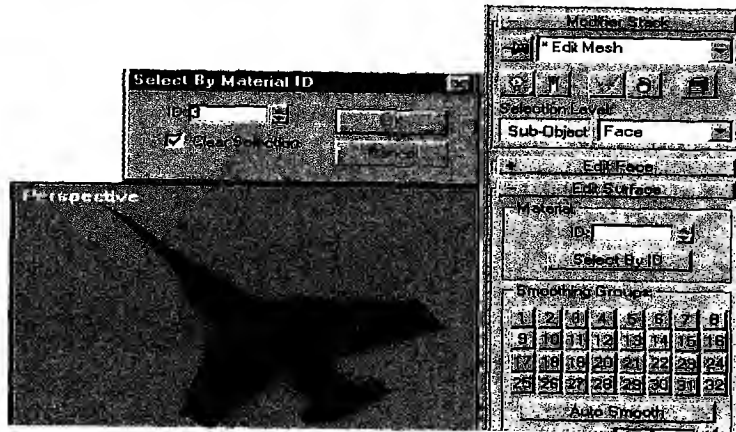 Select By Material ID
ID: 3
Clear Selection
OK
Cancel
Perspective
Modifier Stack
* Edit Mesh
Selection Level:
Sub-Object
Face
Edit Face
Edit Surface
Material
ID:
Select By ID
Smoothing Groups:
1 2 3 4 5 6 7 8
9 10 11 12 13 14 15 16
17 18 19 20 21 22 23 24
25 26 27 28 29 30 31 32
Auto Smooth